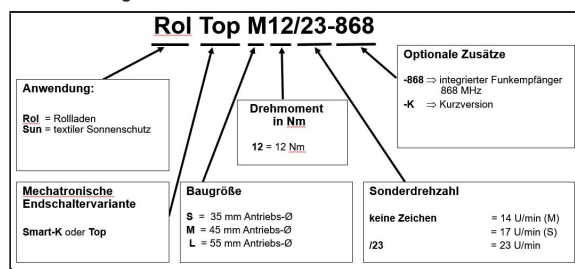 Rol Top M12/23-868
Anwendung:
Rol = Rollladen
Sun = textiler Sonnenschutz
Drehmoment
in Nm
12 = 12 Nm
Optionale Zusätze
-868 ⇒ integrierter Funkempfänger
868 MHz
-K ⇒ Kurzversion
Mechatronische
Endschaltervariante
Smart-K oder Top
Baugröße
S = 35 mm Antriebs-Ø
M = 45 mm Antriebs-Ø
L = 55 mm Antriebs-Ø
Sonderdrehzahl
keine Zeichen = 14 U/min (M)
= 17 U/min (S)
/23 = 23 U/min